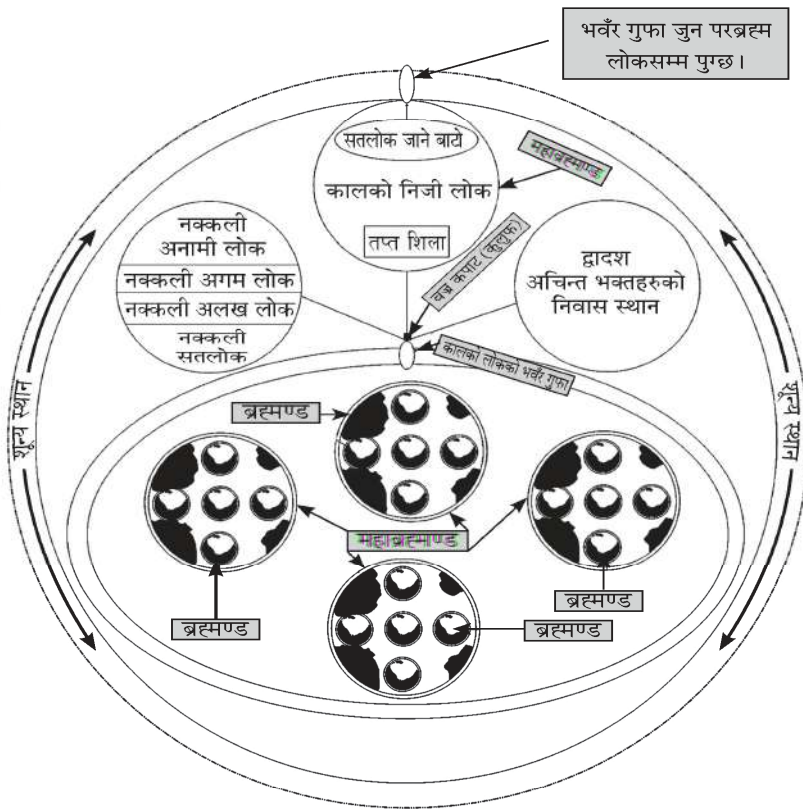 भवँर गुफा जुन परब्रह्म
लोकसम्म पुग्छ।
सतलोक जाने बाटो
महाब्रह्माण्ड
कालको निजी लोक
तप्त शिला
वज्र कपाट (कुलुफ)
नक्कली
अनामी लोक
नक्कली अगम लोक
नक्कली अलख लोक
नक्कली
सतलोक
द्वादश
अचिन्त भक्तहरुको
निवास स्थान
कालको लोकको भवँर गुफा
शून्य स्थान
शून्य स्थान
ब्रह्मण्ड
महाब्रह्माण्ड
ब्रह्मण्ड
ब्रह्मण्ड
ब्रह्मण्ड